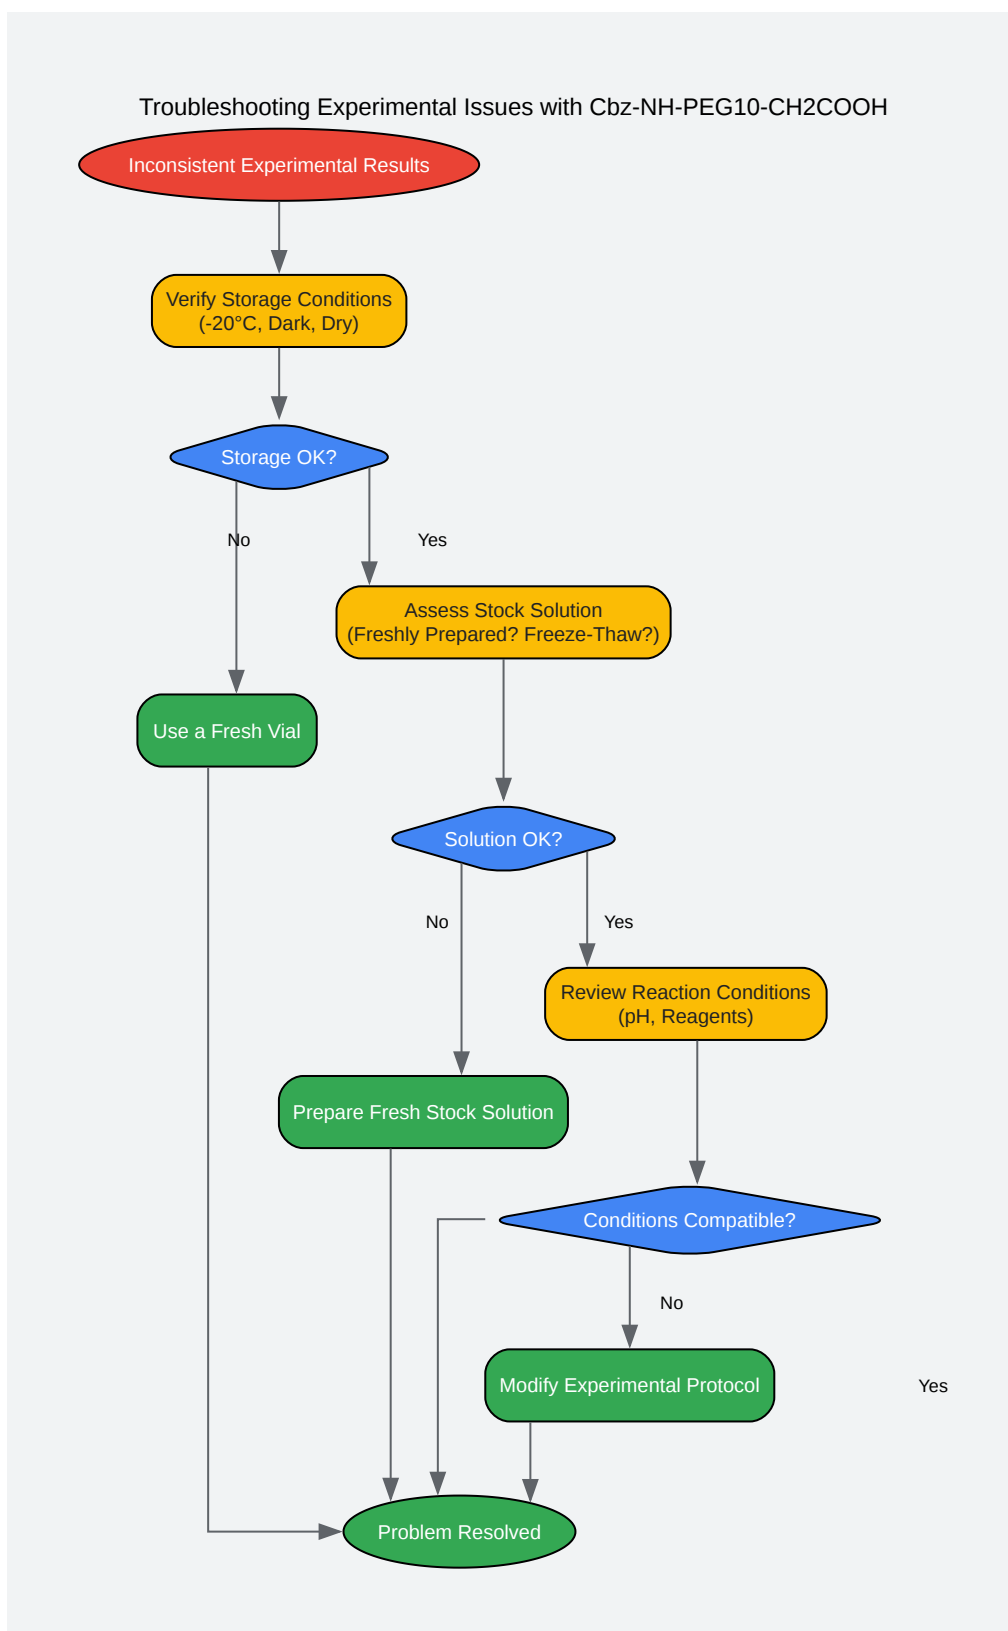 Troubleshooting Experimental Issues with Cbz-NH-PEG10-CH2COOH
Inconsistent Experimental Results
Verify Storage Conditions
(-20°C, Dark, Dry)
Storage OK?
No
Yes
Assess Stock Solution
(Freshly Prepared? Freeze-Thaw?)
Use a Fresh Vial
Solution OK?
No
Yes
Review Reaction Conditions
(pH, Reagents)
Prepare Fresh Stock Solution
Conditions Compatible?
No
Modify Experimental Protocol
Yes
Problem Resolved